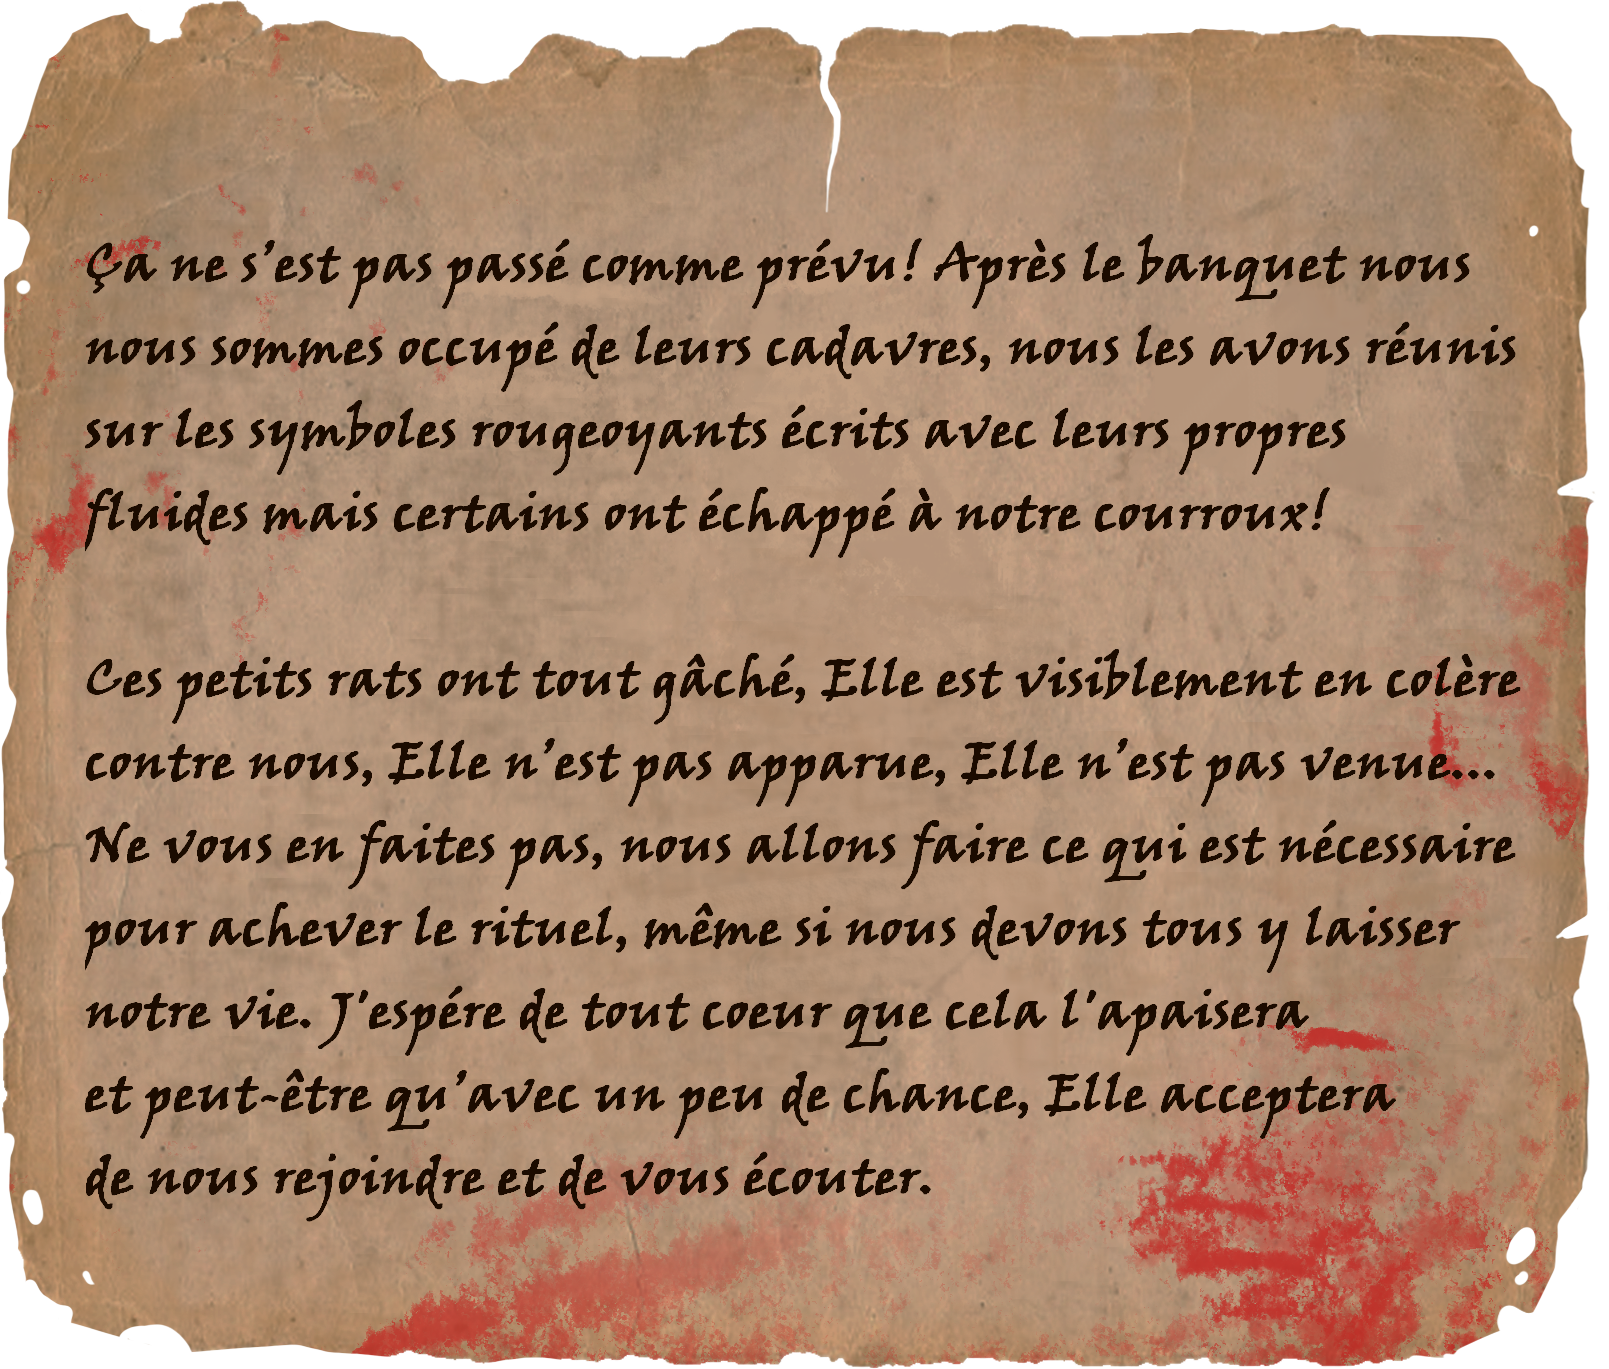 Ça ne s'est pas passé comme prévu! Après le banquet nous
nous sommes occupé de leurs cadavres, nous les avons réunis
sur les symboles rougeoyants écrits avec leurs propres
fluides mais certains ont échappé à notre courroux!
Ces petits rats ont tout gâché, Elle est visiblement en colère
contre nous, Elle n'est pas apparue, Elle n'est pas venue...
Ne vous en faites pas, nous allons faire ce qui est nécessaire
pour achever le rituel, même si nous devons tous y laisser
notre vie. J'espére de tout coeur que cela l'apaisera
et peut-être qu'avec un peu de chance, Elle acceptera
de nous rejoindre et de vous écouter.